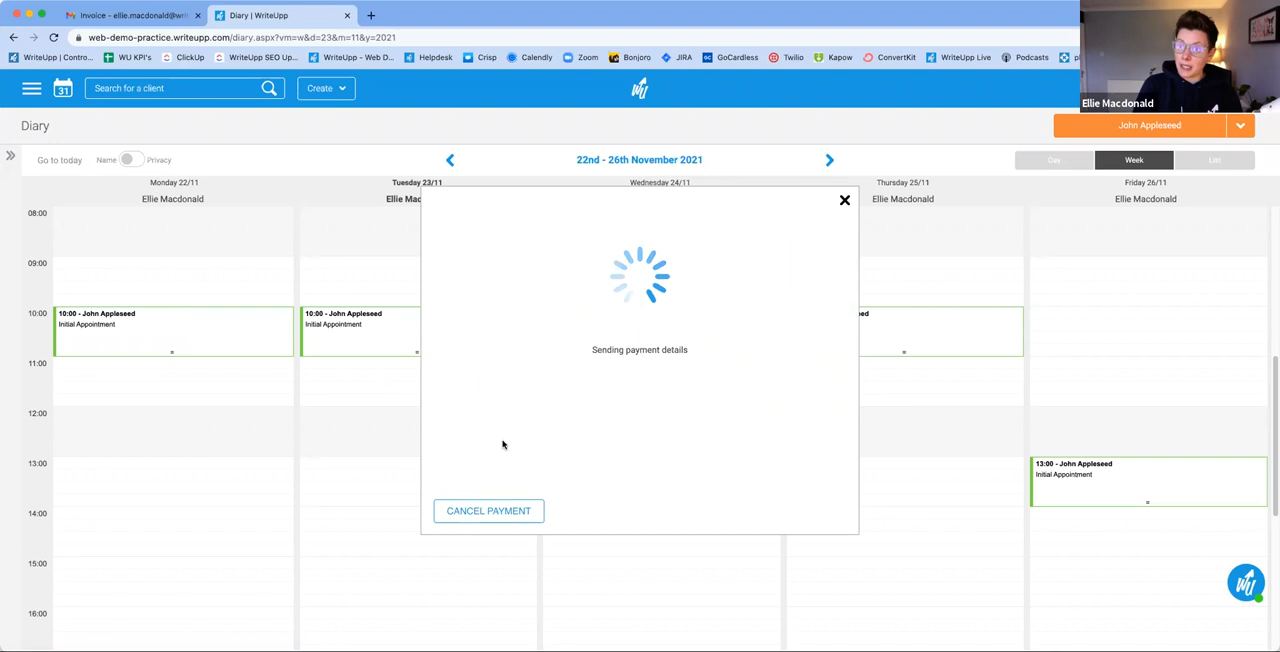 Invoice - ellie.macdonald@writ
Diary | WriteUpp
web-demo-practice.writeupp.com/diary.aspx?vm=w&d=23&m=11&y=2021
WriteUpp | Contro... WU KPI's ClickUp WriteUpp SEO Up... WriteUpp - Web D... Helpdesk Crisp Calendly Zoom Bonjoro JIRA GoCardless Twilio Kapow ConvertKit WriteUpp Live Podcasts
Ellie Macdonald
31 Search for a client Create
Diary
John Appleseed
Go to today Name Privacy 22nd - 26th November 2021 Day Week List
Monday 22/11 Tuesday 23/11 Wednesday 24/11 Thursday 25/11 Friday 26/11
Ellie Macdonald Ellie Mac Ellie Macdonald Ellie Macdonald
08:00
09:00
10:00 10:00 - John Appleseed 10:00 - John Appleseed ed
Initial Appointment Initial Appointment
Sending payment details
11:00
12:00
13:00 13:00 - John Appleseed
Initial Appointment
CANCEL PAYMENT
14:00
15:00
16:00